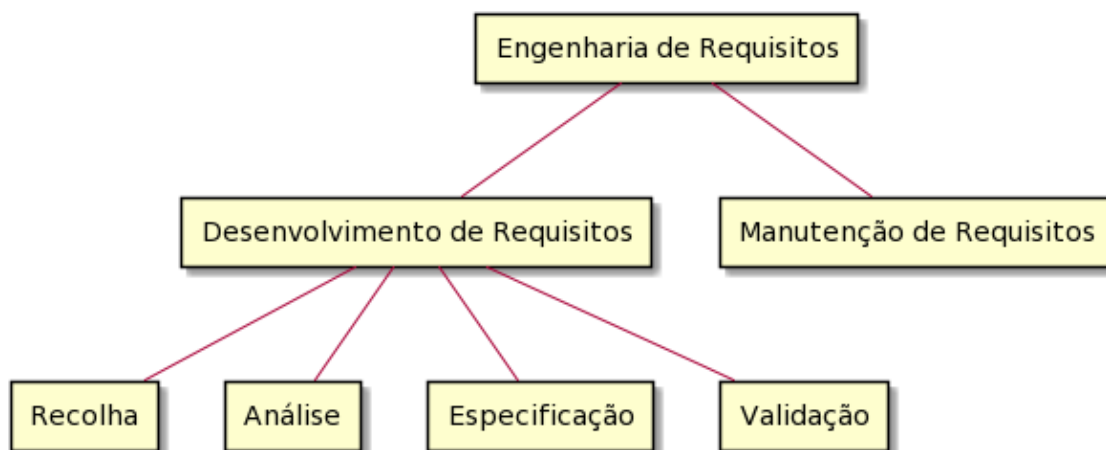 Engenharia de Requisitos
Desenvolvimento de Requisitos
Manutenção de Requisitos
Recolha
Análise
Especificação
Validação